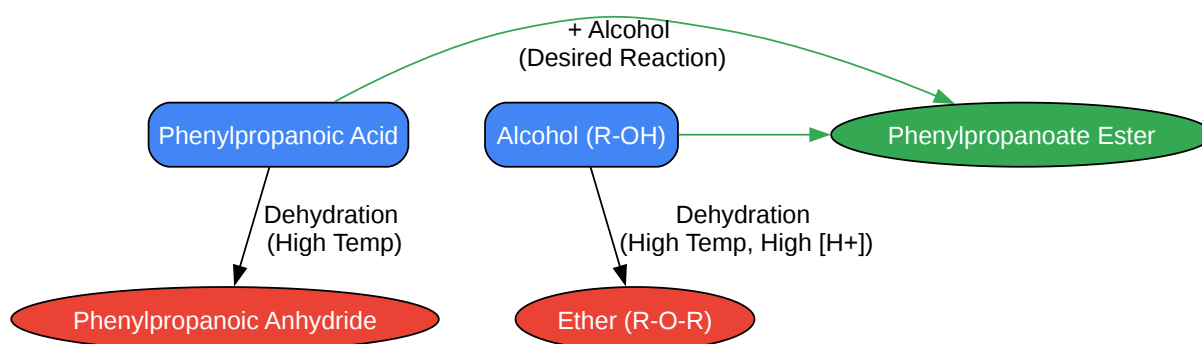 + Alcohol
(Desired Reaction)
Phenylpropanoic Acid
Alcohol (R-OH)
Phenylpropanoate Ester
Dehydration
(High Temp)
Dehydration
(High Temp, High [H+])
Phenylpropanoic Anhydride
Ether (R-O-R)